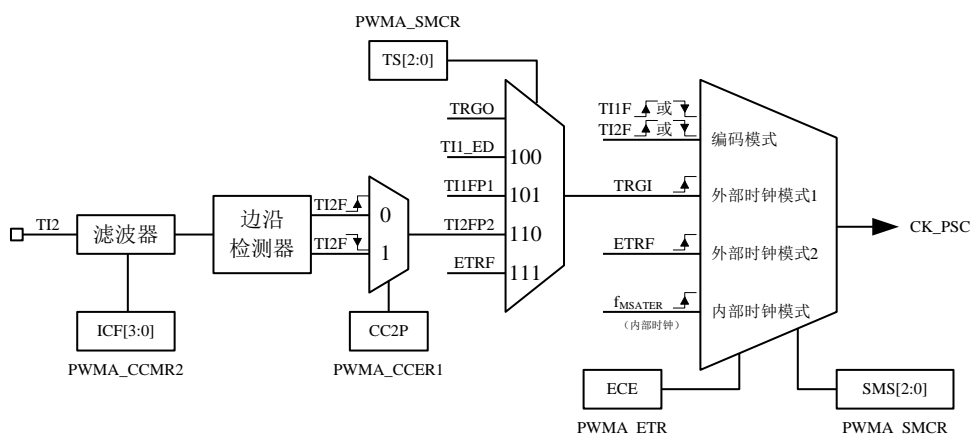 PWMA_SMCR
TS[2:0]
TRGO
TI1_ED
100
TI1FP1
101
TI2FP2
110
ETRF
111
TI2
滤波器
边沿
检测器
TI2F
0
TI2F
1
ICF[3:0]
PWMA_CCMR2
CC2P
PWMA_CCER1
TI1F 或
TI2F 或
编码模式
TRGI
外部时钟模式1
ETRF
外部时钟模式2
fMSATER
(内部时钟)
内部时钟模式
CK_PSC
ECE
PWMA_ETR
SMS[2:0]
PWMA_SMCR